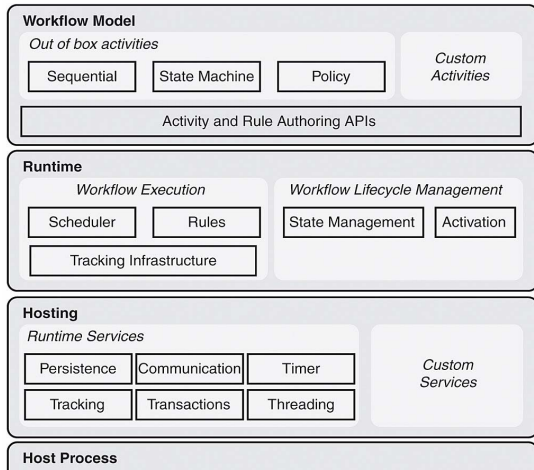 Workflow Model
Out of box activities
Sequential
State Machine
Policy
Custom
Activities
Activity and Rule Authoring APIs
Runtime
Workflow Execution
Scheduler
Rules
Tracking Infrastructure
Workflow Lifecycle Management
State Management
Activation
Hosting
Runtime Services
Persistence
Communication
Timer
Tracking
Transactions
Threading
Custom
Services
Host Process